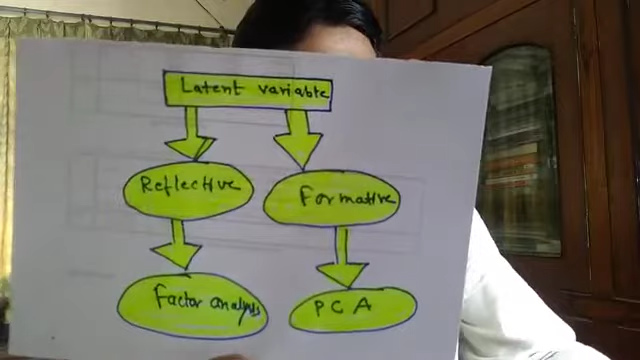 Latent variable
Reflective
Formative
Factor analysis
PCA